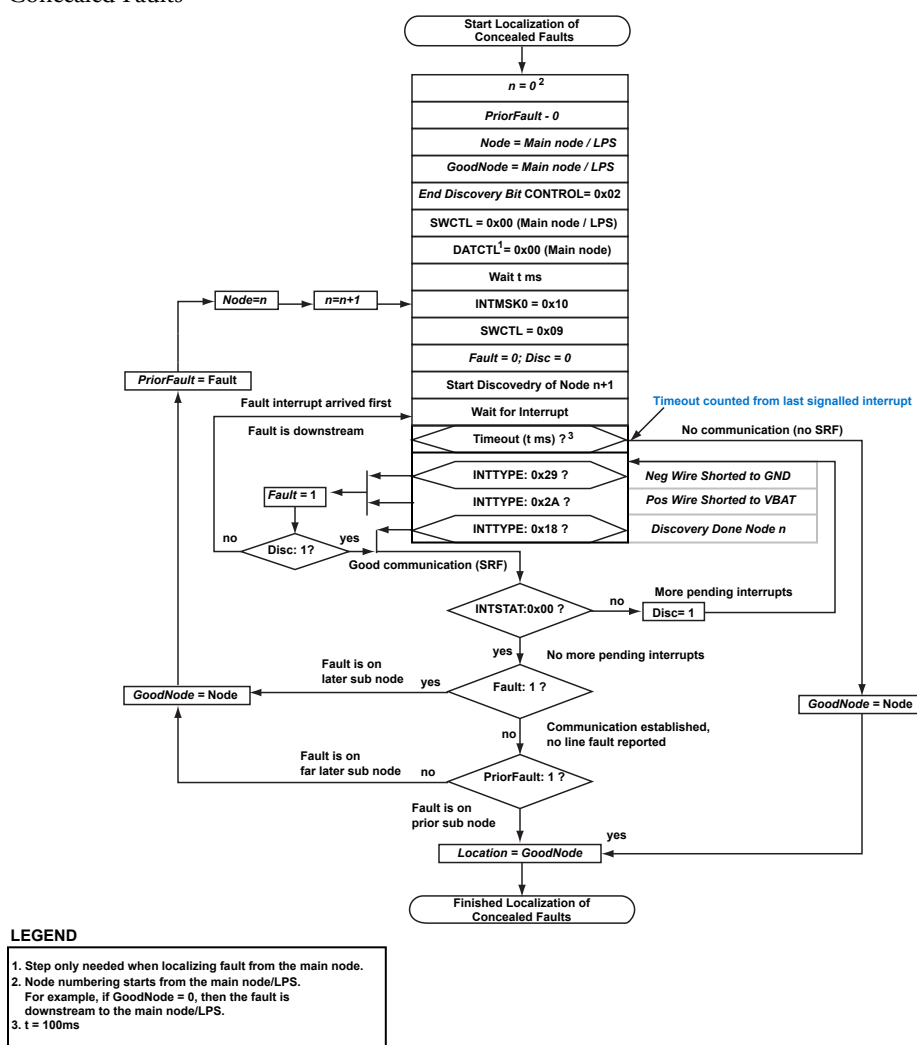 Concealed Faults
Start Localization of
Concealed Faults
n = 0 2
PriorFault - 0
Node = Main node / LPS
GoodNode = Main node / LPS
End Discovery Bit CONTROL= 0x02
SWCTL = 0x00 (Main node / LPS)
DATCTL1= 0x00 (Main node)
Wait t ms
Node=n
n=n+1
INTMSK0 = 0x10
SWCTL = 0x09
Fault = 0; Disc = 0
PriorFault = Fault
Start Discovedry of Node n+1
Fault interrupt arrived first
Wait for Interrupt
Timeout counted from last signalled interrupt
Fault is downstream
Timeout (t ms) ? 3
No communication (no SRF)
INTTYPE: 0x29 ?
Neg Wire Shorted to GND
Fault = 1
INTTYPE: 0x2A ?
Pos Wire Shorted to VBAT
INTTYPE: 0x18 ?
Discovery Done Node n
no
Disc: 1?
yes
Good communication (SRF)
More pending interrupts
INTSTAT:0x00 ?
no
Disc= 1
yes
No more pending interrupts
Fault is on
later sub node
yes
Fault: 1 ?
GoodNode = Node
GoodNode = Node
no
Communication established,
no line fault reported
Fault is on
far later sub node
no
PriorFault: 1 ?
Fault is on
prior sub node
yes
Location = GoodNode
Finished Localization of
Concealed Faults
LEGEND
1. Step only needed when localizing fault from the main node.
2. Node numbering starts from the main node/LPS.
For example, if GoodNode = 0, then the fault is
downstream to the main node/LPS.
3. t = 100ms